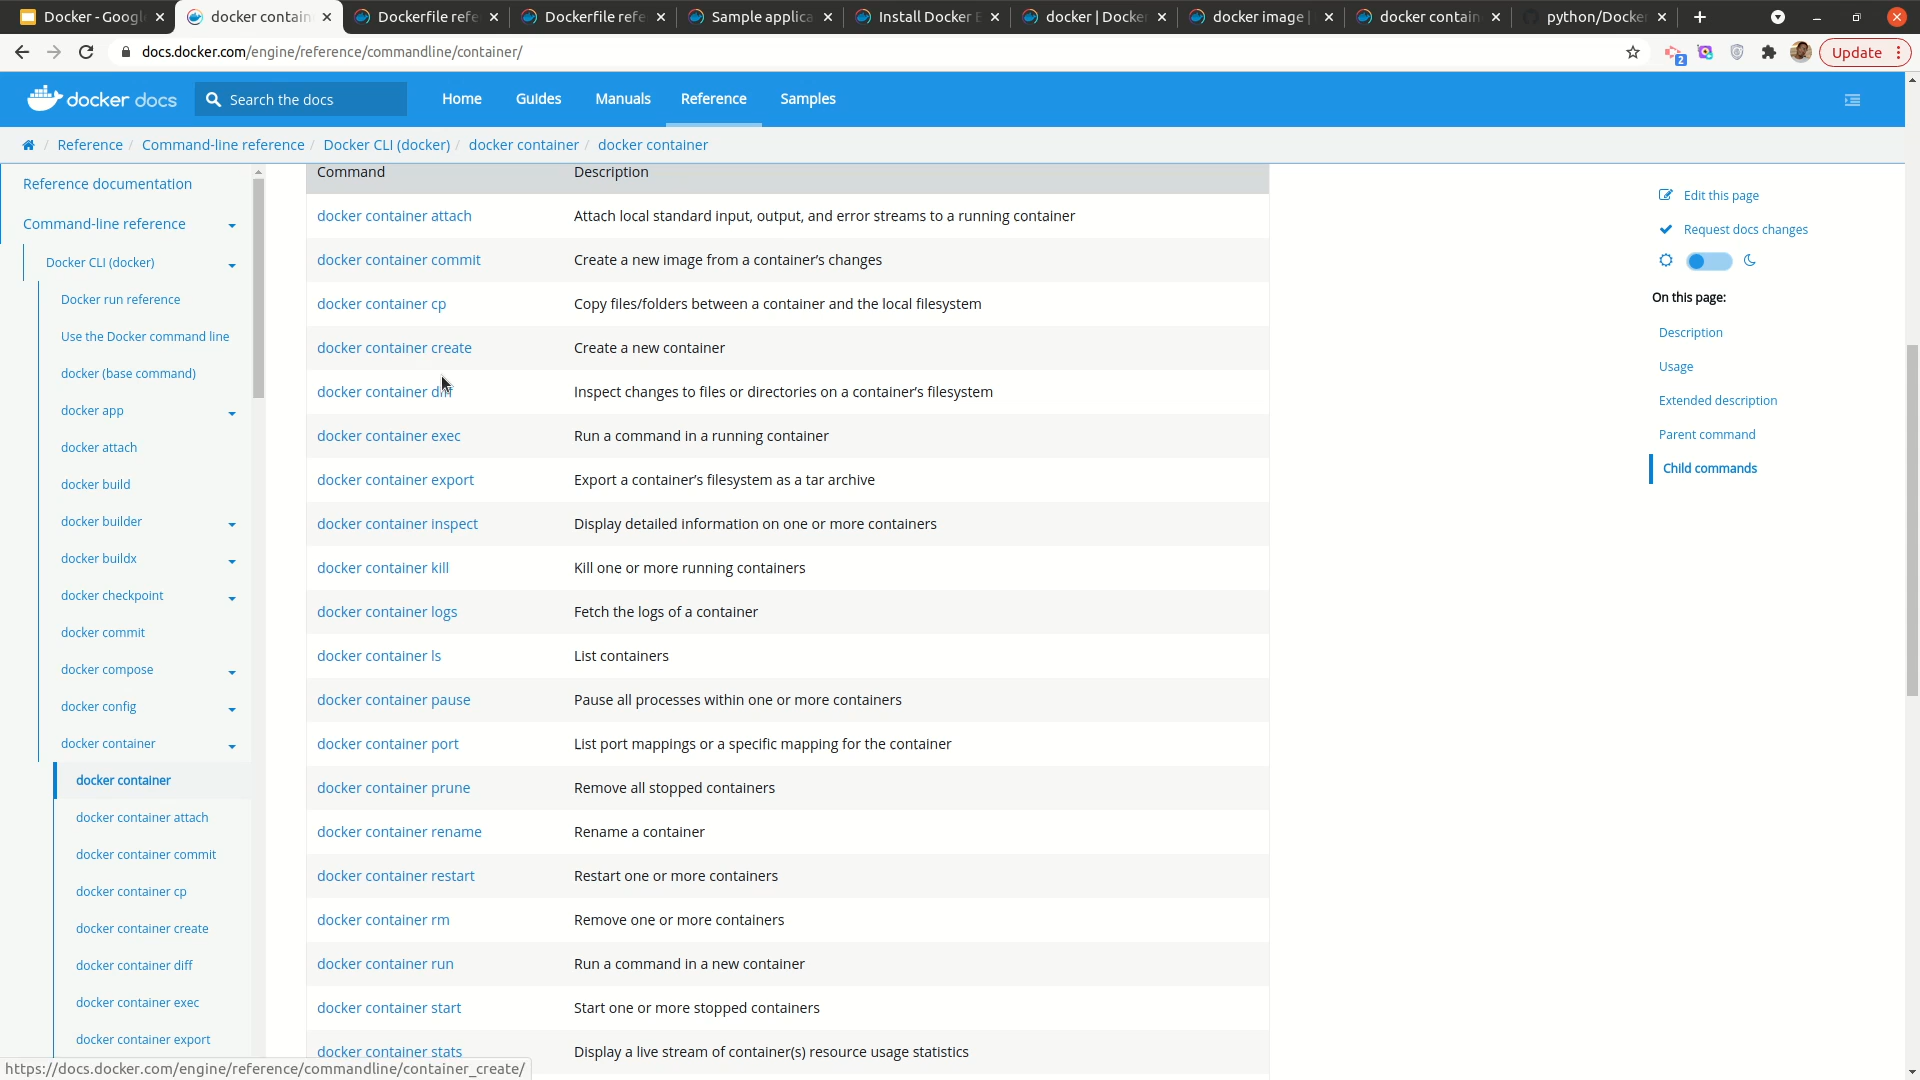 Docker - Googl
docker contain
Dockerfile refe
Dockerfile refe
Sample applica
Install Docker E
docker | Docke
docker image |
docker contain
python/Docke
docs.docker.com/engine/reference/commandline/container/
2
Update
docker docs
Search the docs
Home
Guides
Manuals
Reference
Samples
/ Reference / Command-line reference / Docker CLI (docker) / docker container / docker container
Reference documentation
Command-line reference
Docker CLI (docker)
Docker run reference
Use the Docker command line
docker (base command)
docker app
docker attach
docker build
docker builder
docker buildx
docker checkpoint
docker commit
docker compose
docker config
docker container
docker container
docker container attach
docker container commit
docker container cp
docker container create
docker container diff
docker container exec
docker container export
Command Description
docker container attach Attach local standard input, output, and error streams to a running container
docker container commit Create a new image from a container’s changes
docker container cp Copy files/folders between a container and the local filesystem
docker container create Create a new container
docker container diff Inspect changes to files or directories on a container’s filesystem
docker container exec Run a command in a running container
docker container export Export a container’s filesystem as a tar archive
docker container inspect Display detailed information on one or more containers
docker container kill Kill one or more running containers
docker container logs Fetch the logs of a container
docker container ls List containers
docker container pause Pause all processes within one or more containers
docker container port List port mappings or a specific mapping for the container
docker container prune Remove all stopped containers
docker container rename Rename a container
docker container restart Restart one or more containers
docker container rm Remove one or more containers
docker container run Run a command in a new container
docker container start Start one or more stopped containers
docker container stats Display a live stream of container(s) resource usage statistics
Edit this page
Request docs changes
On this page:
Description
Usage
Extended description
Parent command
Child commands
https://docs.docker.com/engine/reference/commandline/container_create/